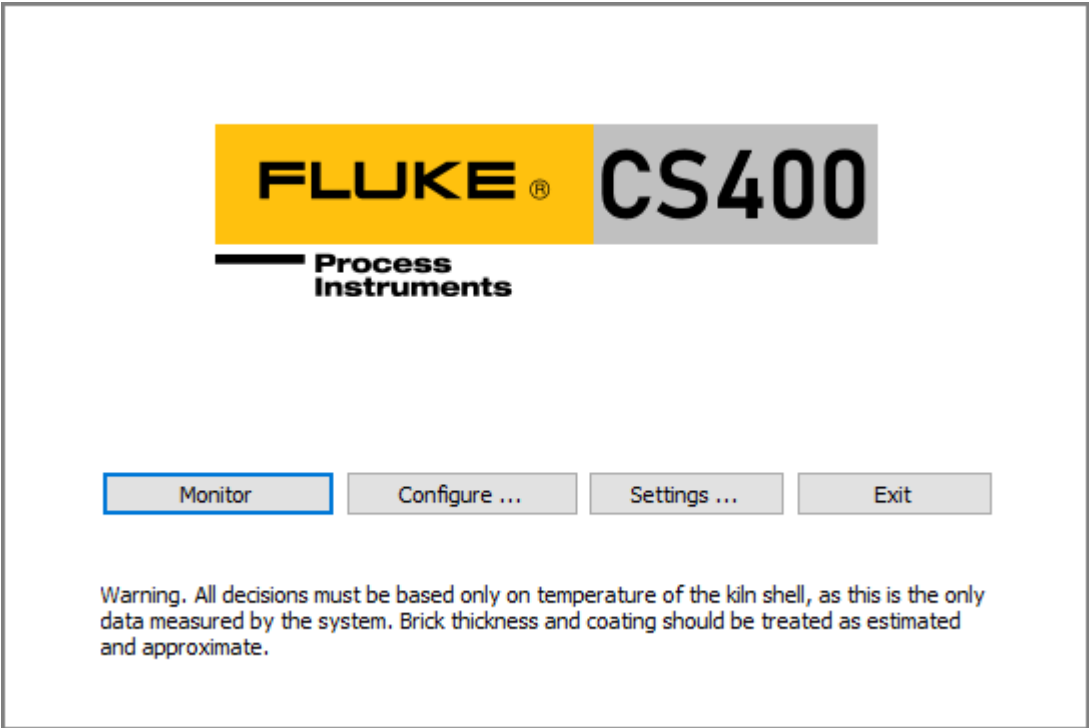 FLUKE ® CS400
Process
Instruments
Monitor Configure ... Settings ... Exit
Warning. All decisions must be based only on temperature of the kiln shell, as this is the only
data measured by the system. Brick thickness and coating should be treated as estimated
and approximate.